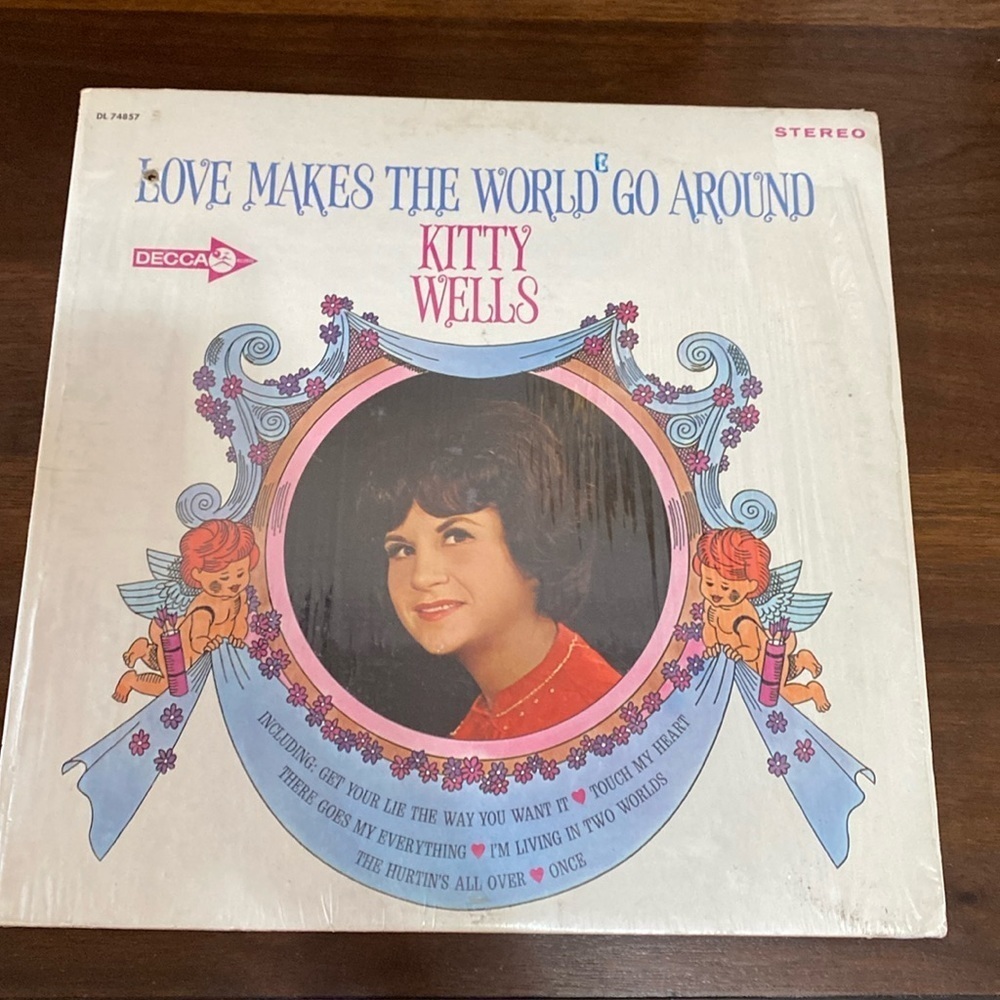 DL 74857
STEREO
LOVE MAKES THE WORLD GO AROUND
KITTY
WELLS
DECCA
INCLUDING: GET YOUR LIE THE WAY YOU WANT IT ♥ TOUCH MY HEART
THERE GOES MY EVERYTHING ♥ I'M LIVING IN TWO WORLDS
THE HURTIN'S ALL OVER ♥ ONCE